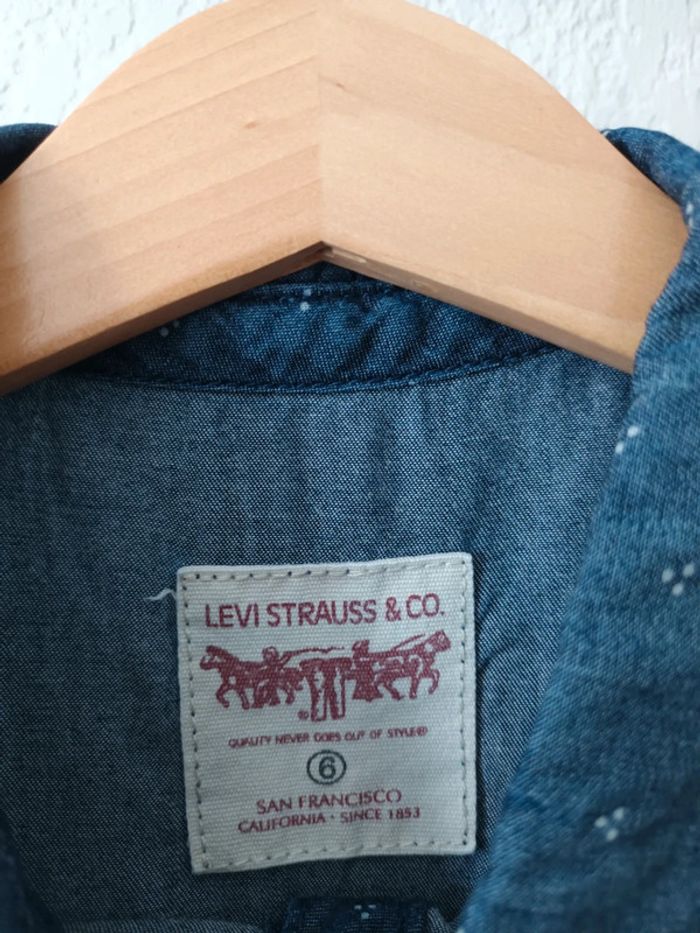 LEVI STRAUSS & CO.
®
QUALITY NEVER GOES OUT OF STYLE®
6
SAN FRANCISCO
CALIFORNIA · SINCE 1853